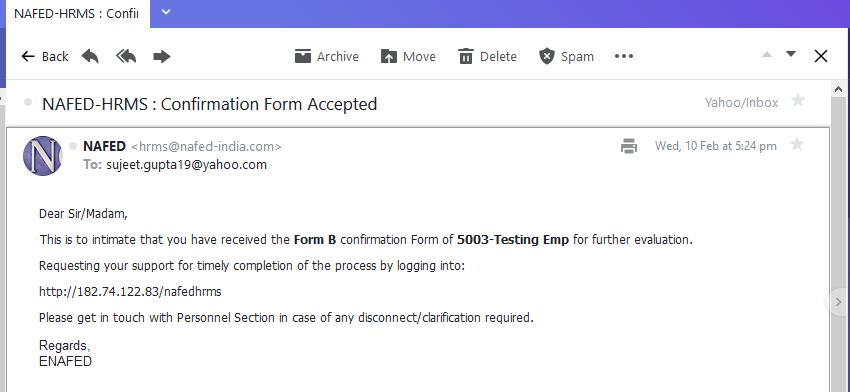 NAFED-HRMS : Confir
Back
Archive
Move
Delete
Spam
NAFED-HRMS : Confirmation Form Accepted
Yahoo/Inbox
N
NAFED <hrms@nafed-india.com>
Wed, 10 Feb at 5:24 pm
To: sujeet.gupta19@yahoo.com
Dear Sir/Madam,
This is to intimate that you have received the Form B confirmation Form of 5003-Testing Emp for further evaluation.
Requesting your support for timely completion of the process by logging into:
http://182.74.122.83/nafedhrms
Please get in touch with Personnel Section in case of any disconnect/clarification required.
Regards,
ENAFED